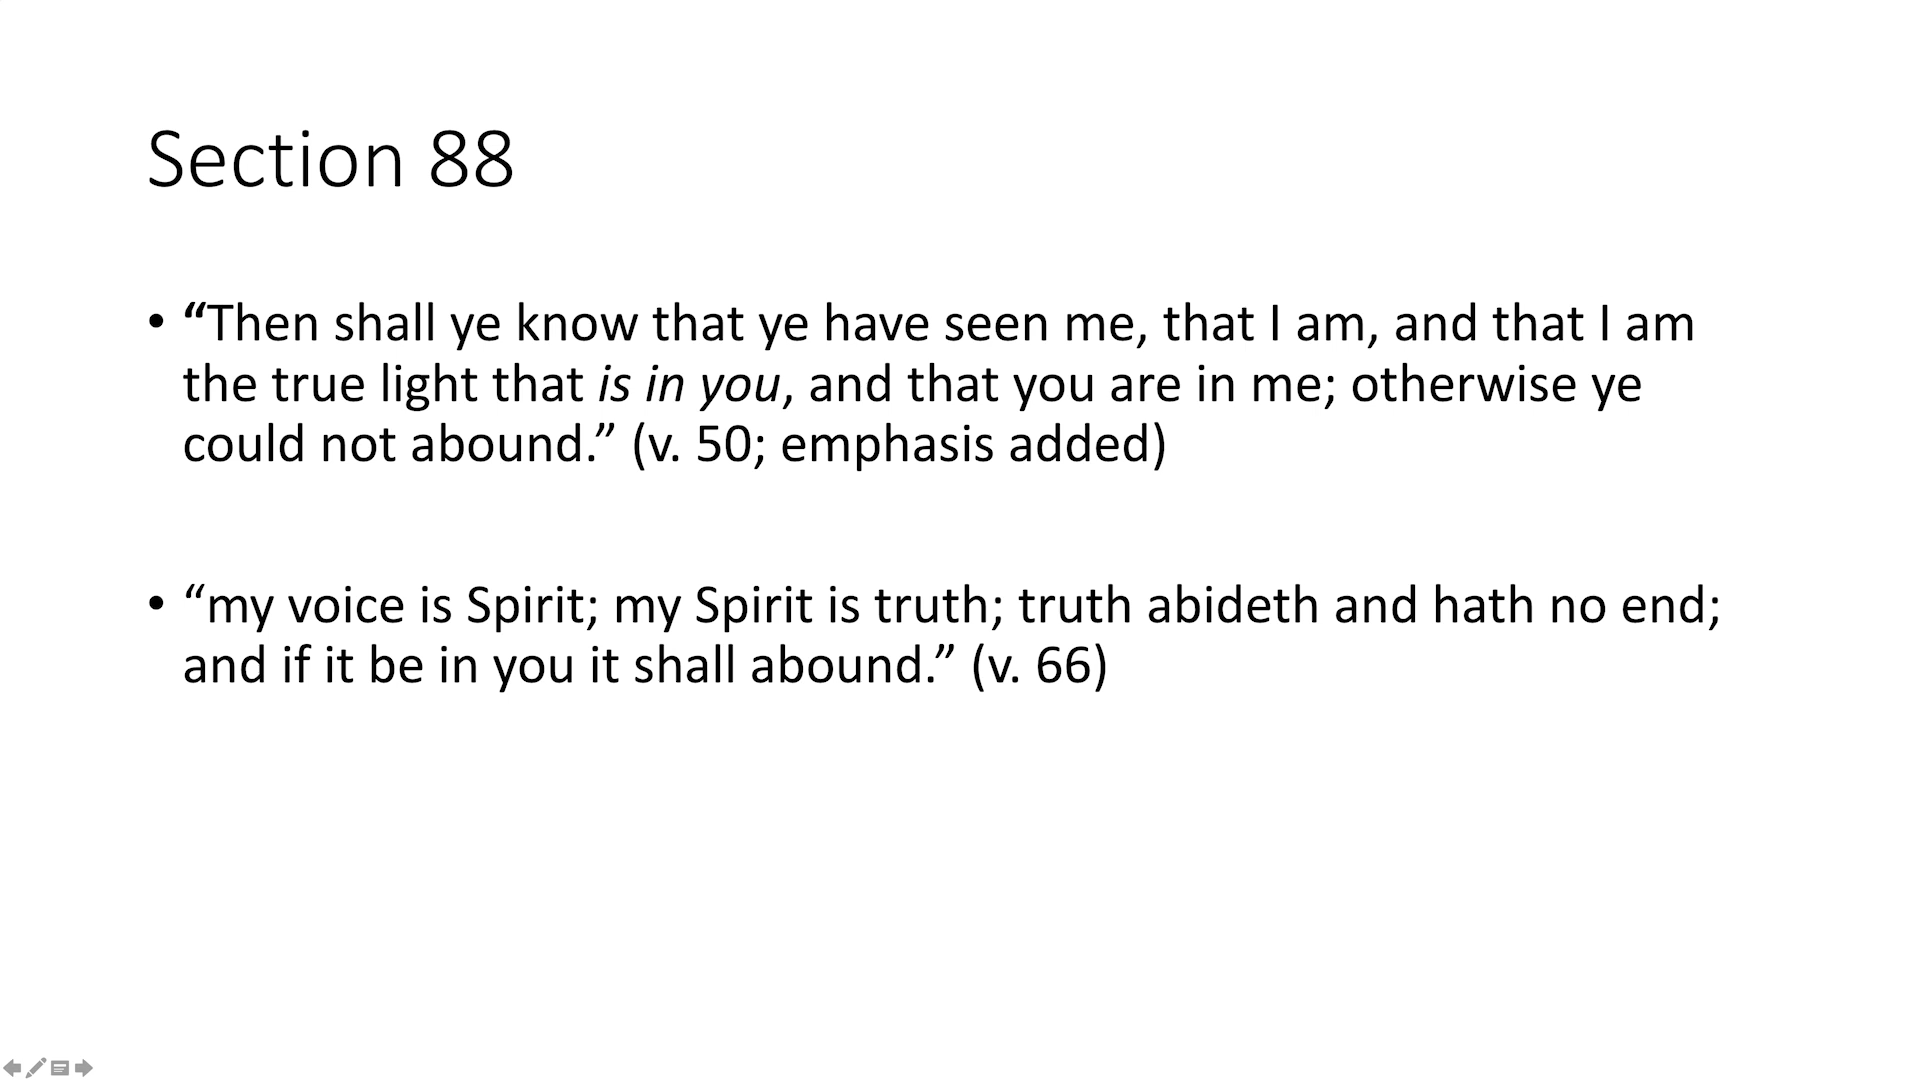 Section 88
• “Then shall ye know that ye have seen me, that I am, and that I am
the true light that is in you, and that you are in me; otherwise ye
could not abound.” (v. 50; emphasis added)
• “my voice is Spirit; my Spirit is truth; truth abideth and hath no end;
and if it be in you it shall abound.” (v. 66)